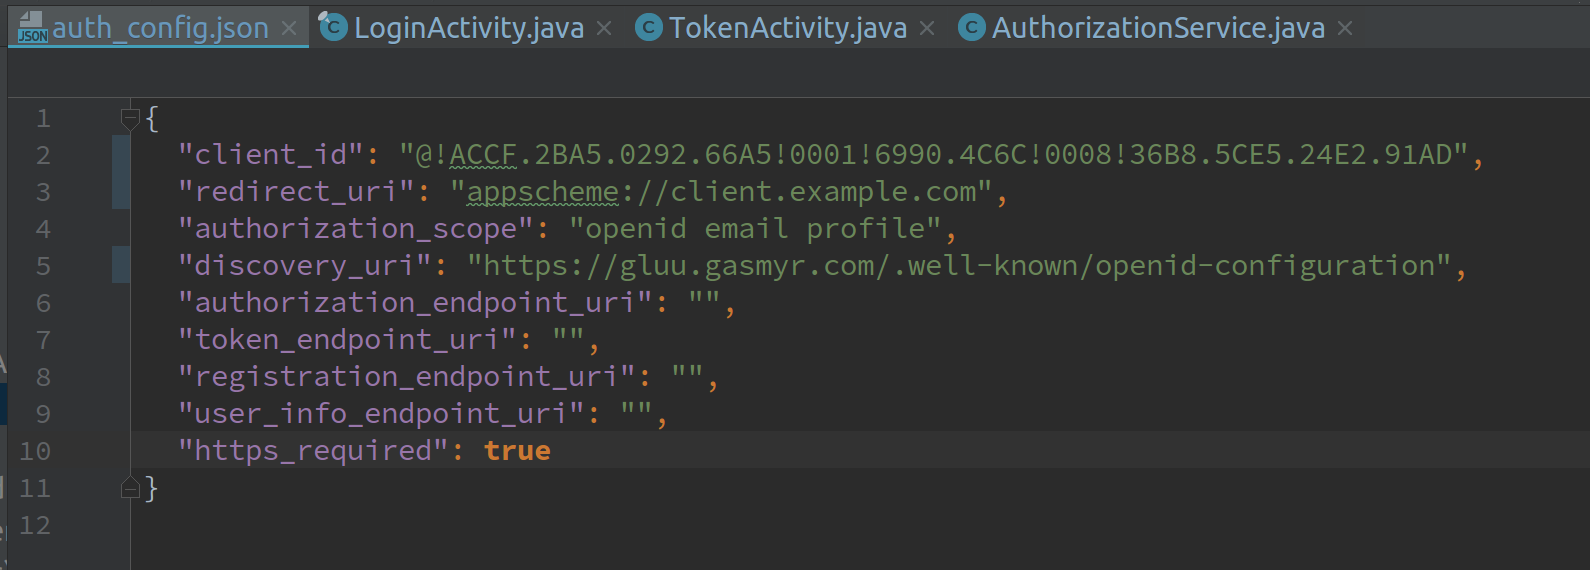 auth_config.json LoginActivity.java TokenActivity.java AuthorizationService.java
1 {
2 "client_id": "@!ACCF.2BA5.0292.66A5!0001!6990.4C6C!0008!36B8.5CE5.24E2.91AD",
3 "redirect_uri": "appscheme://client.example.com",
4 "authorization_scope": "openid email profile",
5 "discovery_uri": "https://gluu.gasmyr.com/.well-known/openid-configuration",
6 "authorization_endpoint_uri": "",
7 "token_endpoint_uri": "",
8 "registration_endpoint_uri": "",
9 "user_info_endpoint_uri": "",
10 "https_required": true
11 }
12